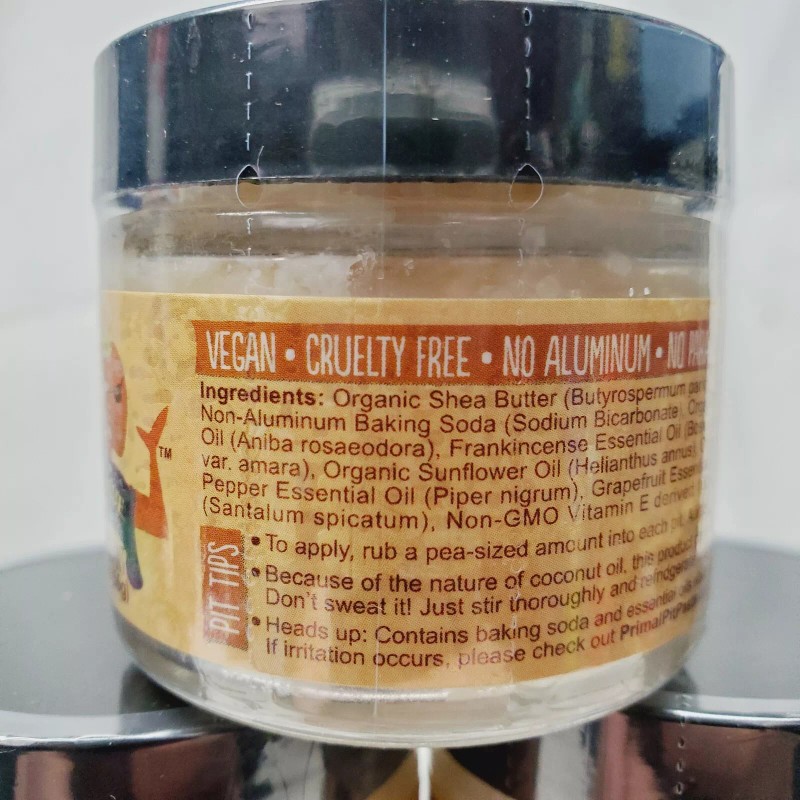 VEGAN • CRUELTY FREE • NO ALUMINUM • NO
Ingredients: Organic Shea Butter (Butyrospermum
Non-Aluminum Baking Soda (Sodium Bicarbonate
Oil (Aniba rosaeodora), Frankincense Essential Oil
var. amara), Organic Sunflower Oil (Helianthus annus),
Pepper Essential Oil (Piper nigrum), Grapefruit
(Santalum spicatum), Non-GMO Vitamin E derived
TM
PIT TIPS
• To apply, rub a pea-sized amount into each
• Because of the nature of coconut oil, this product
Don't sweat it! Just stir thoroughly and
• Heads up: Contains baking soda and essential
If irritation occurs, please check out